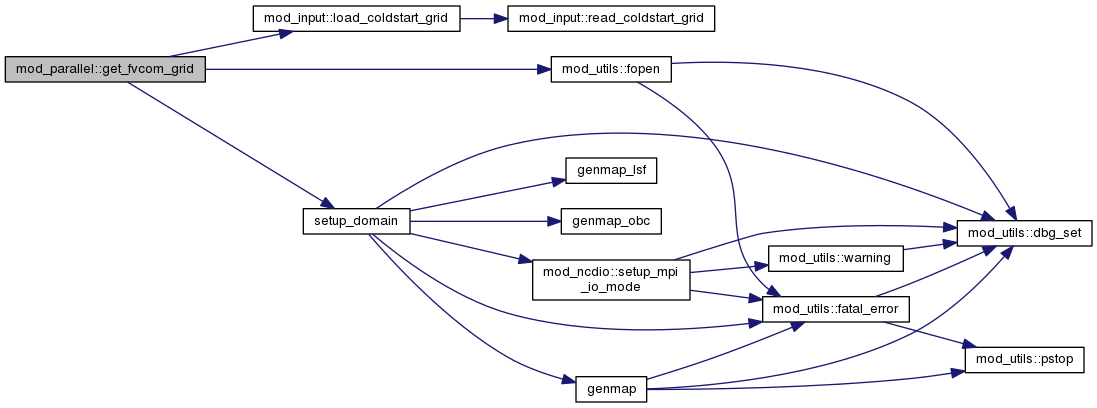 mod_input::load_coldstart_grid
mod_input::read_coldstart_grid
mod_parallel::get_fvcom_grid
mod_utils::fopen
genmap_lsf
setup_domain
genmap_obc
mod_utils::dbg_set
mod_utils::warning
mod_ncdio::setup_mpi
_io_mode
mod_utils::fatal_error
mod_utils::pstop
genmap